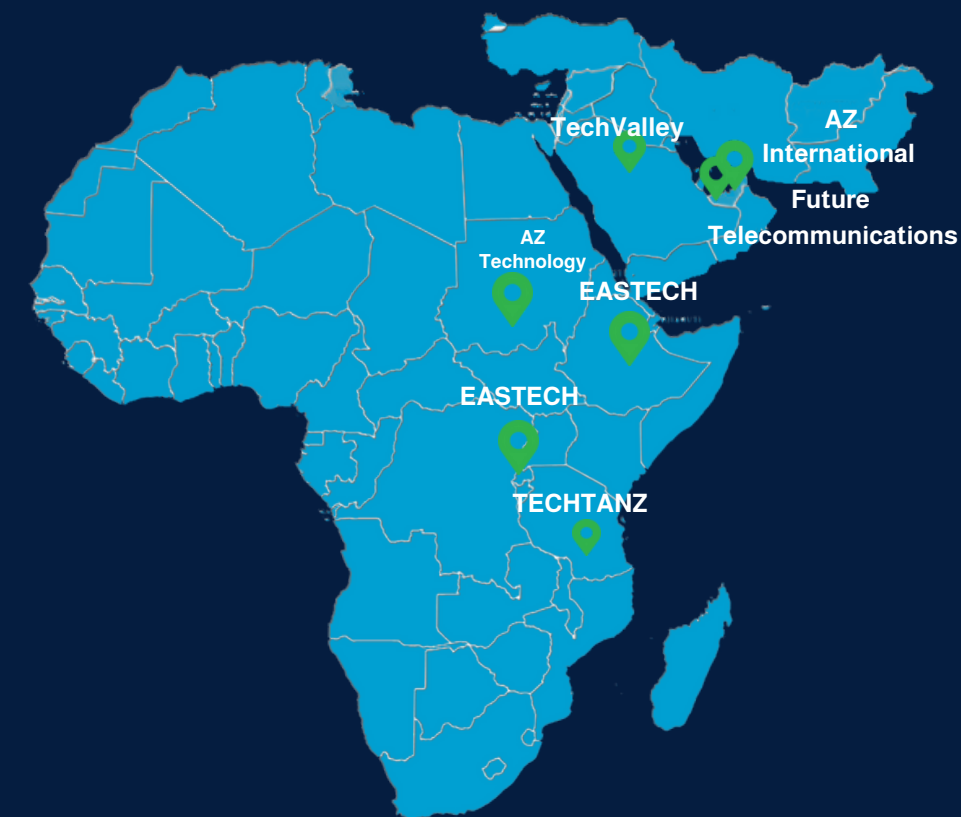 TechValley
AZ
International
Future
Telecommunications
AZ
Technology
EASTECH
EASTECH
TECHTANZ